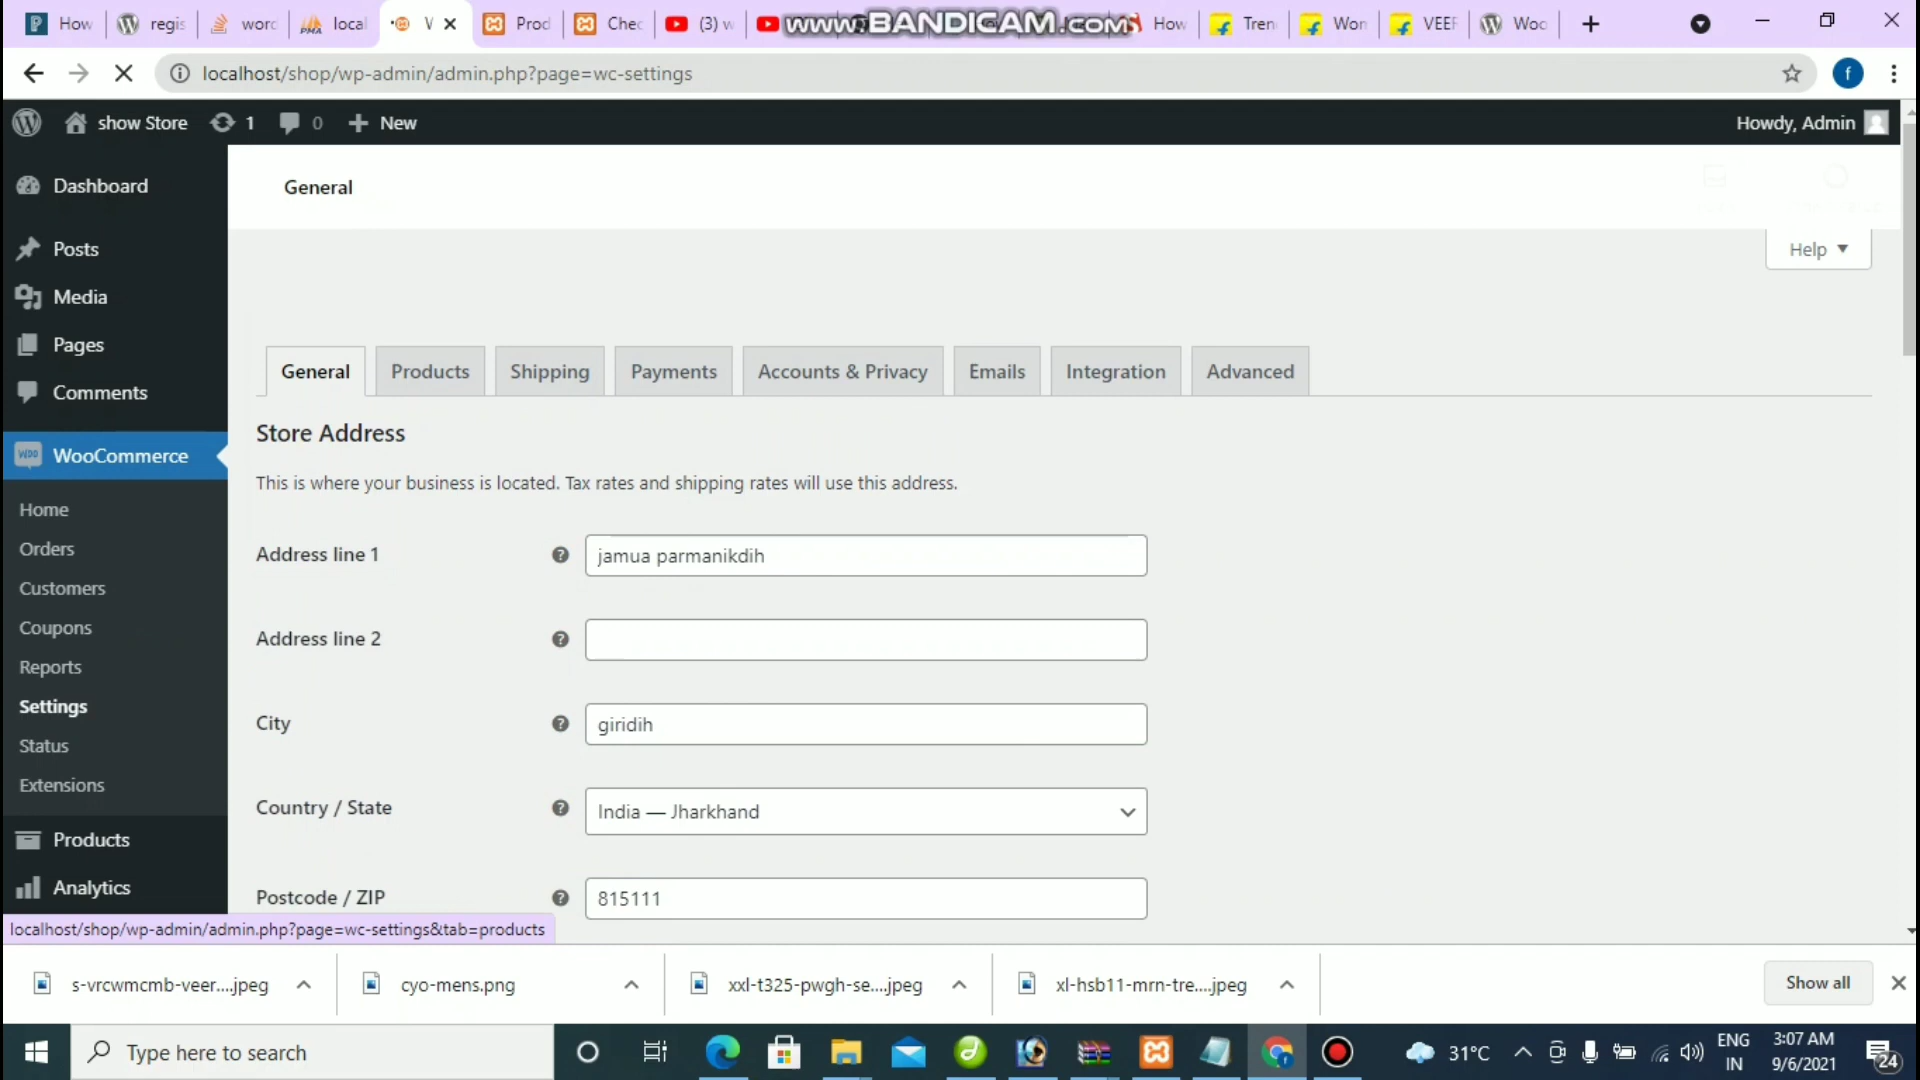 How
regis
word
local
W
Prod
Chec
(3) w
www.BANDICAM.com
How
Tren
Won
VEER
Woo
localhost/shop/wp-admin/admin.php?page=wc-settings
f
show Store
1
0
New
Howdy, Admin
Dashboard
Posts
Media
Pages
Comments
WooCommerce
Home
Orders
Customers
Coupons
Reports
Settings
Status
Extensions
Products
Analytics
General
Help
General
Products
Shipping
Payments
Accounts & Privacy
Emails
Integration
Advanced
Store Address
This is where your business is located. Tax rates and shipping rates will use this address.
Address line 1
jamua parmanikdih
Address line 2
City
giridih
Country / State
India — Jharkhand
Postcode / ZIP
815111
localhost/shop/wp-admin/admin.php?page=wc-settings&tab=products
s-vrcwmcmb-veer....jpeg
cyo-mens.png
xxl-t325-pwgh-se....jpeg
xl-hsb11-mrn-tre....jpeg
Show all
Type here to search
31°C
ENG
IN
3:07 AM
9/6/2021
24